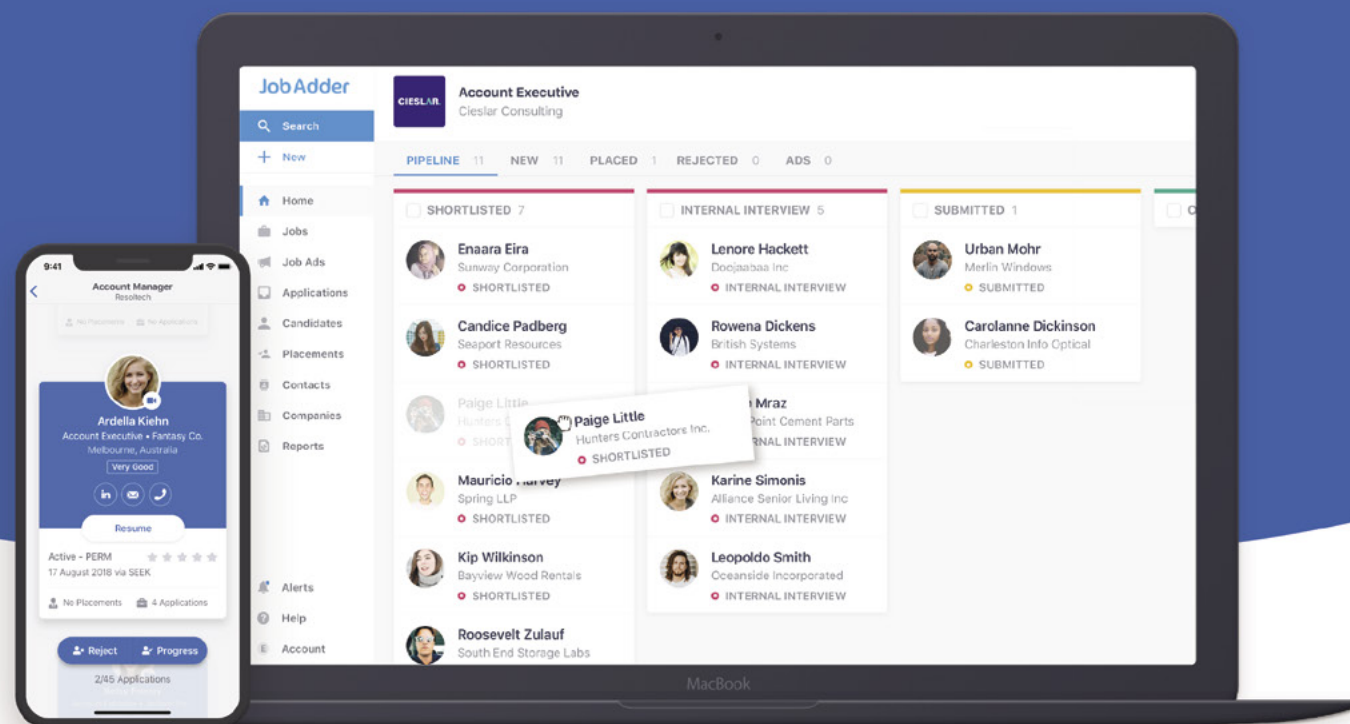 JobAdder
Search
New
Home
Jobs
Job Ads
Applications
Candidates
Placements
Contacts
Companies
Reports
Alerts
Help
E Account
CIESLAR.
Account Executive
Cieslar Consulting
PIPELINE 11 NEW 11 PLACED 1 REJECTED 0 ADS 0
SHORTLISTED 7
Enaara Eira
Sunway Corporation
SHORTLISTED
Candice Padberg
Seaport Resources
SHORTLISTED
Paige Little
Hunters
SHORT
Mauricio Harvey
Spring LLP
SHORTLISTED
Kip Wilkinson
Bayview Wood Rentals
SHORTLISTED
Roosevelt Zulauf
South End Storage Labs
Paige Little
Hunters Contractors Inc.
SHORTLISTED
INTERNAL INTERVIEW 5
Lenore Hackett
Doojaabaa Inc
INTERNAL INTERVIEW
Rowena Dickens
British Systems
INTERNAL INTERVIEW
Mraz
Point Cement Parts
RNAL INTERVIEW
Karine Simonis
Alliance Senior Living Inc
INTERNAL INTERVIEW
Leopoldo Smith
Oceanside Incorporated
INTERNAL INTERVIEW
SUBMITTED 1
Urban Mohr
Merlin Windows
SUBMITTED
Carolanne Dickinson
Charleston Info Optical
SUBMITTED
MacBook
9:41
Account Manager
Resoltech
No Placements No Applications
Ardella Kiehn
Account Executive • Fantasy Co.
Melbourne, Australia
Very Good
in
Resume
Active - PERM
17 August 2018 via SEEK
No Placements 4 Applications
Reject Progress
2/45 Applications